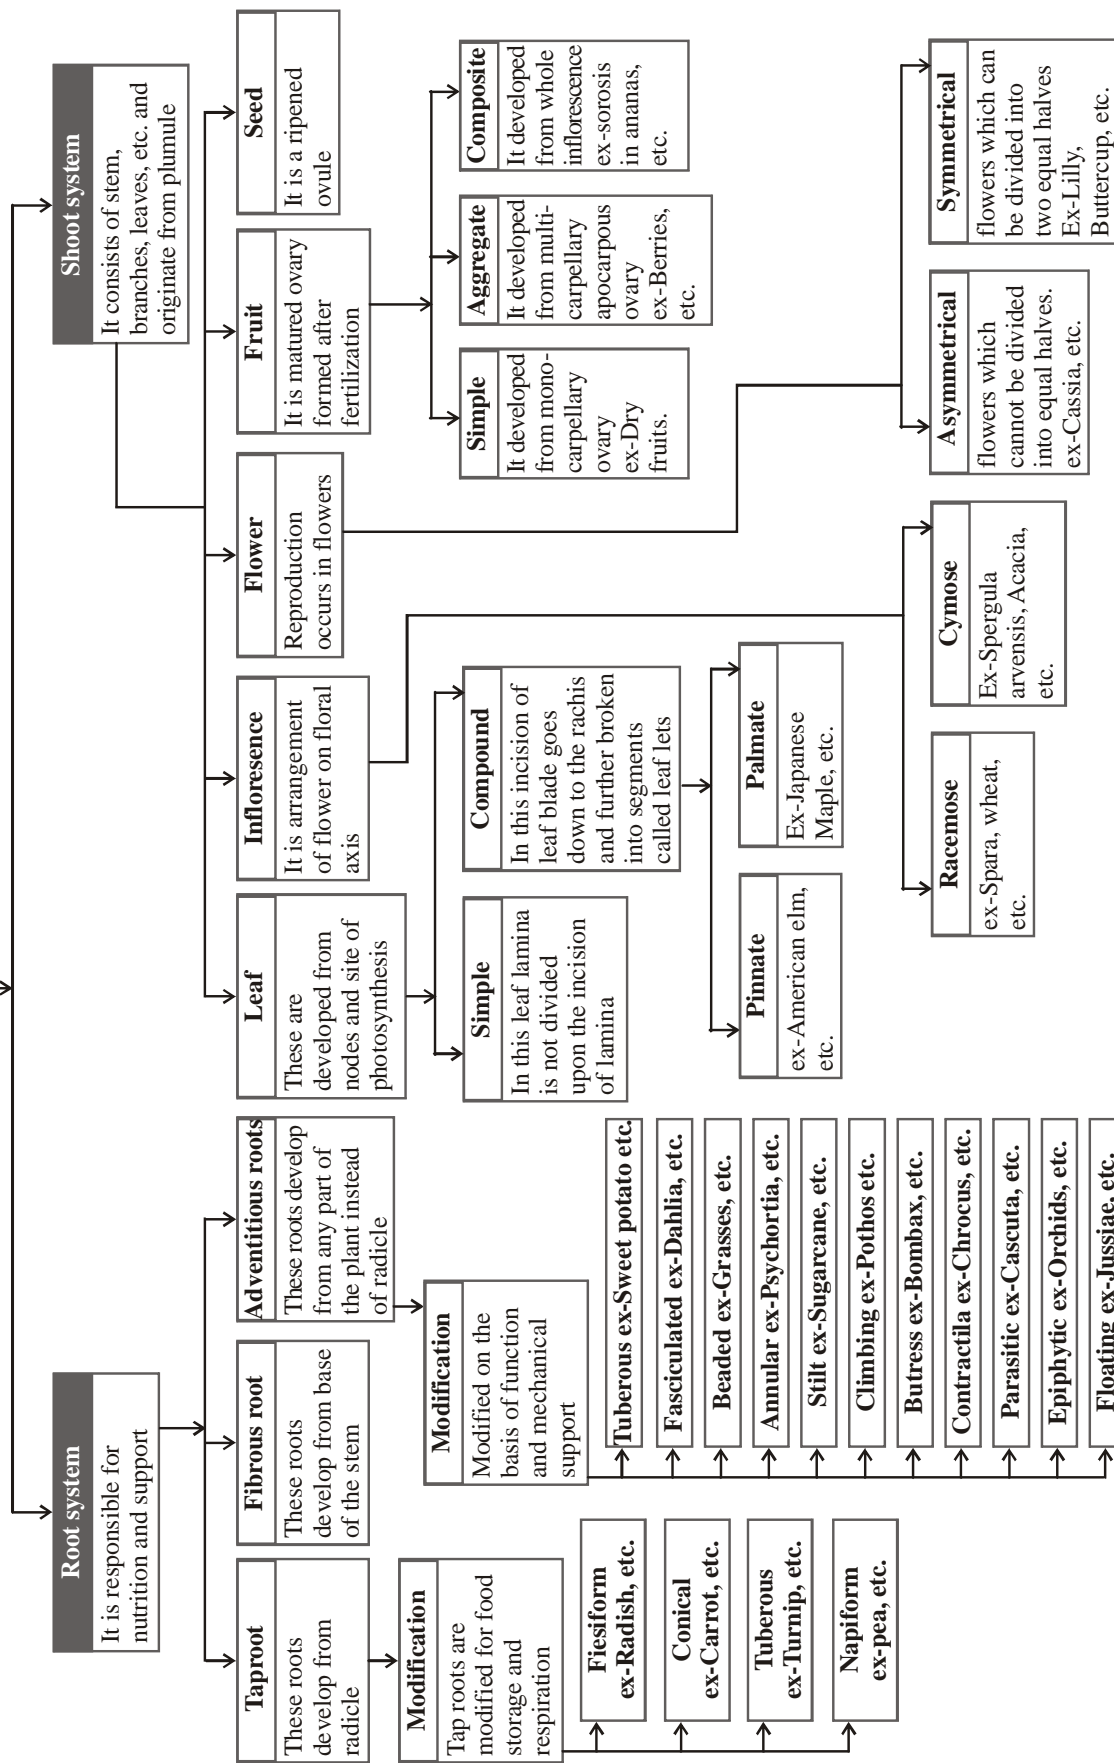 Root system
It is responsible for
nutrition and support
Taproot
These roots
develop from
radicle
Modification
Tap roots are
modified for food
storage and
respiration
Fiesiform
ex-Radish, etc.
Conical
ex-Carrot, etc.
Tuberous
ex-Turnip, etc.
Napiform
ex-pea, etc.
Fibrous root
These roots
develop from base
of the stem
Adventitious roots
These roots develop
from any part of
the plant instead
of radicle
Modification
Modified on the
basis of function
and mechanical
support
Tuberous ex-Sweet potato etc.
Fasciculated ex-Dahlia, etc.
Beaded ex-Grasses, etc.
Annular ex-Psychortia, etc.
Stilt ex-Sugarcane, etc.
Climbing ex-Pothos etc.
Butress ex-Bombax, etc.
Contractila ex-Chrocus, etc.
Parasitic ex-Cascuta, etc.
Epiphytic ex-Orchids, etc.
Floating ex-Jussiae, etc.
Shoot system
It consists of stem,
branches, leaves, etc. and
originate from plumule
Leaf
These are
developed from
nodes and site of
photosynthesis
Simple
In this leaf lamina
is not divided
upon the incision
of lamina
Compound
In this incision of
leaf blade goes
down to the rachis
and further broken
into segments
called leaf lets
Pinnate
ex-American elm,
etc.
Palmate
Ex-Japanese
Maple, etc.
Infloresence
It is arrangement
of flower on floral
axis
Racemose
ex-Spara, wheat,
etc.
Cymose
Ex-Spergula
arvensis, Acacia,
etc.
Flower
Reproduction
occurs in flowers
Asymmetrical
flowers which
cannot be divided
into equal halves.
ex-Cassia, etc.
Symmetrical
flowers which can
be divided into
two equal halves
Ex-Lilly,
Buttercup, etc.
Fruit
It is matured ovary
formed after
fertilization
Simple
It developed
from mono-
carpellary
ovary
ex-Dry
fruits.
Aggregate
It developed
from multi-
carpellary
apocarpous
ovary
ex-Berries,
etc.
Composite
It developed
from whole
inflorescence
ex-sorosis
in ananas,
etc.
Seed
It is a ripened
ovule